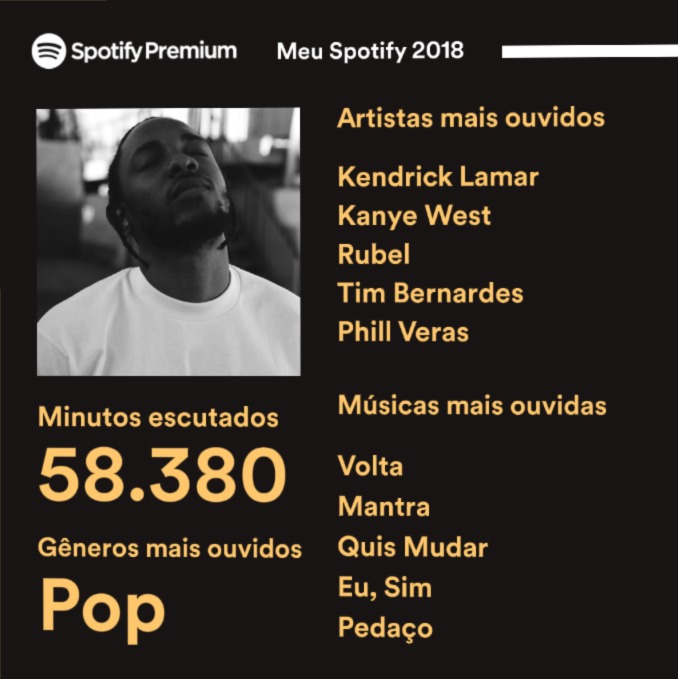 Spotify Premium
Meu Spotify 2018
Artistas mais ouvidos
Kendrick Lamar
Kanye West
Rubel
Tim Bernardes
Phill Veras
Minutos escutados
58.380
Gêneros mais ouvidos
Pop
Músicas mais ouvidas
Volta
Mantra
Quis Mudar
Eu, Sim
Pedaço